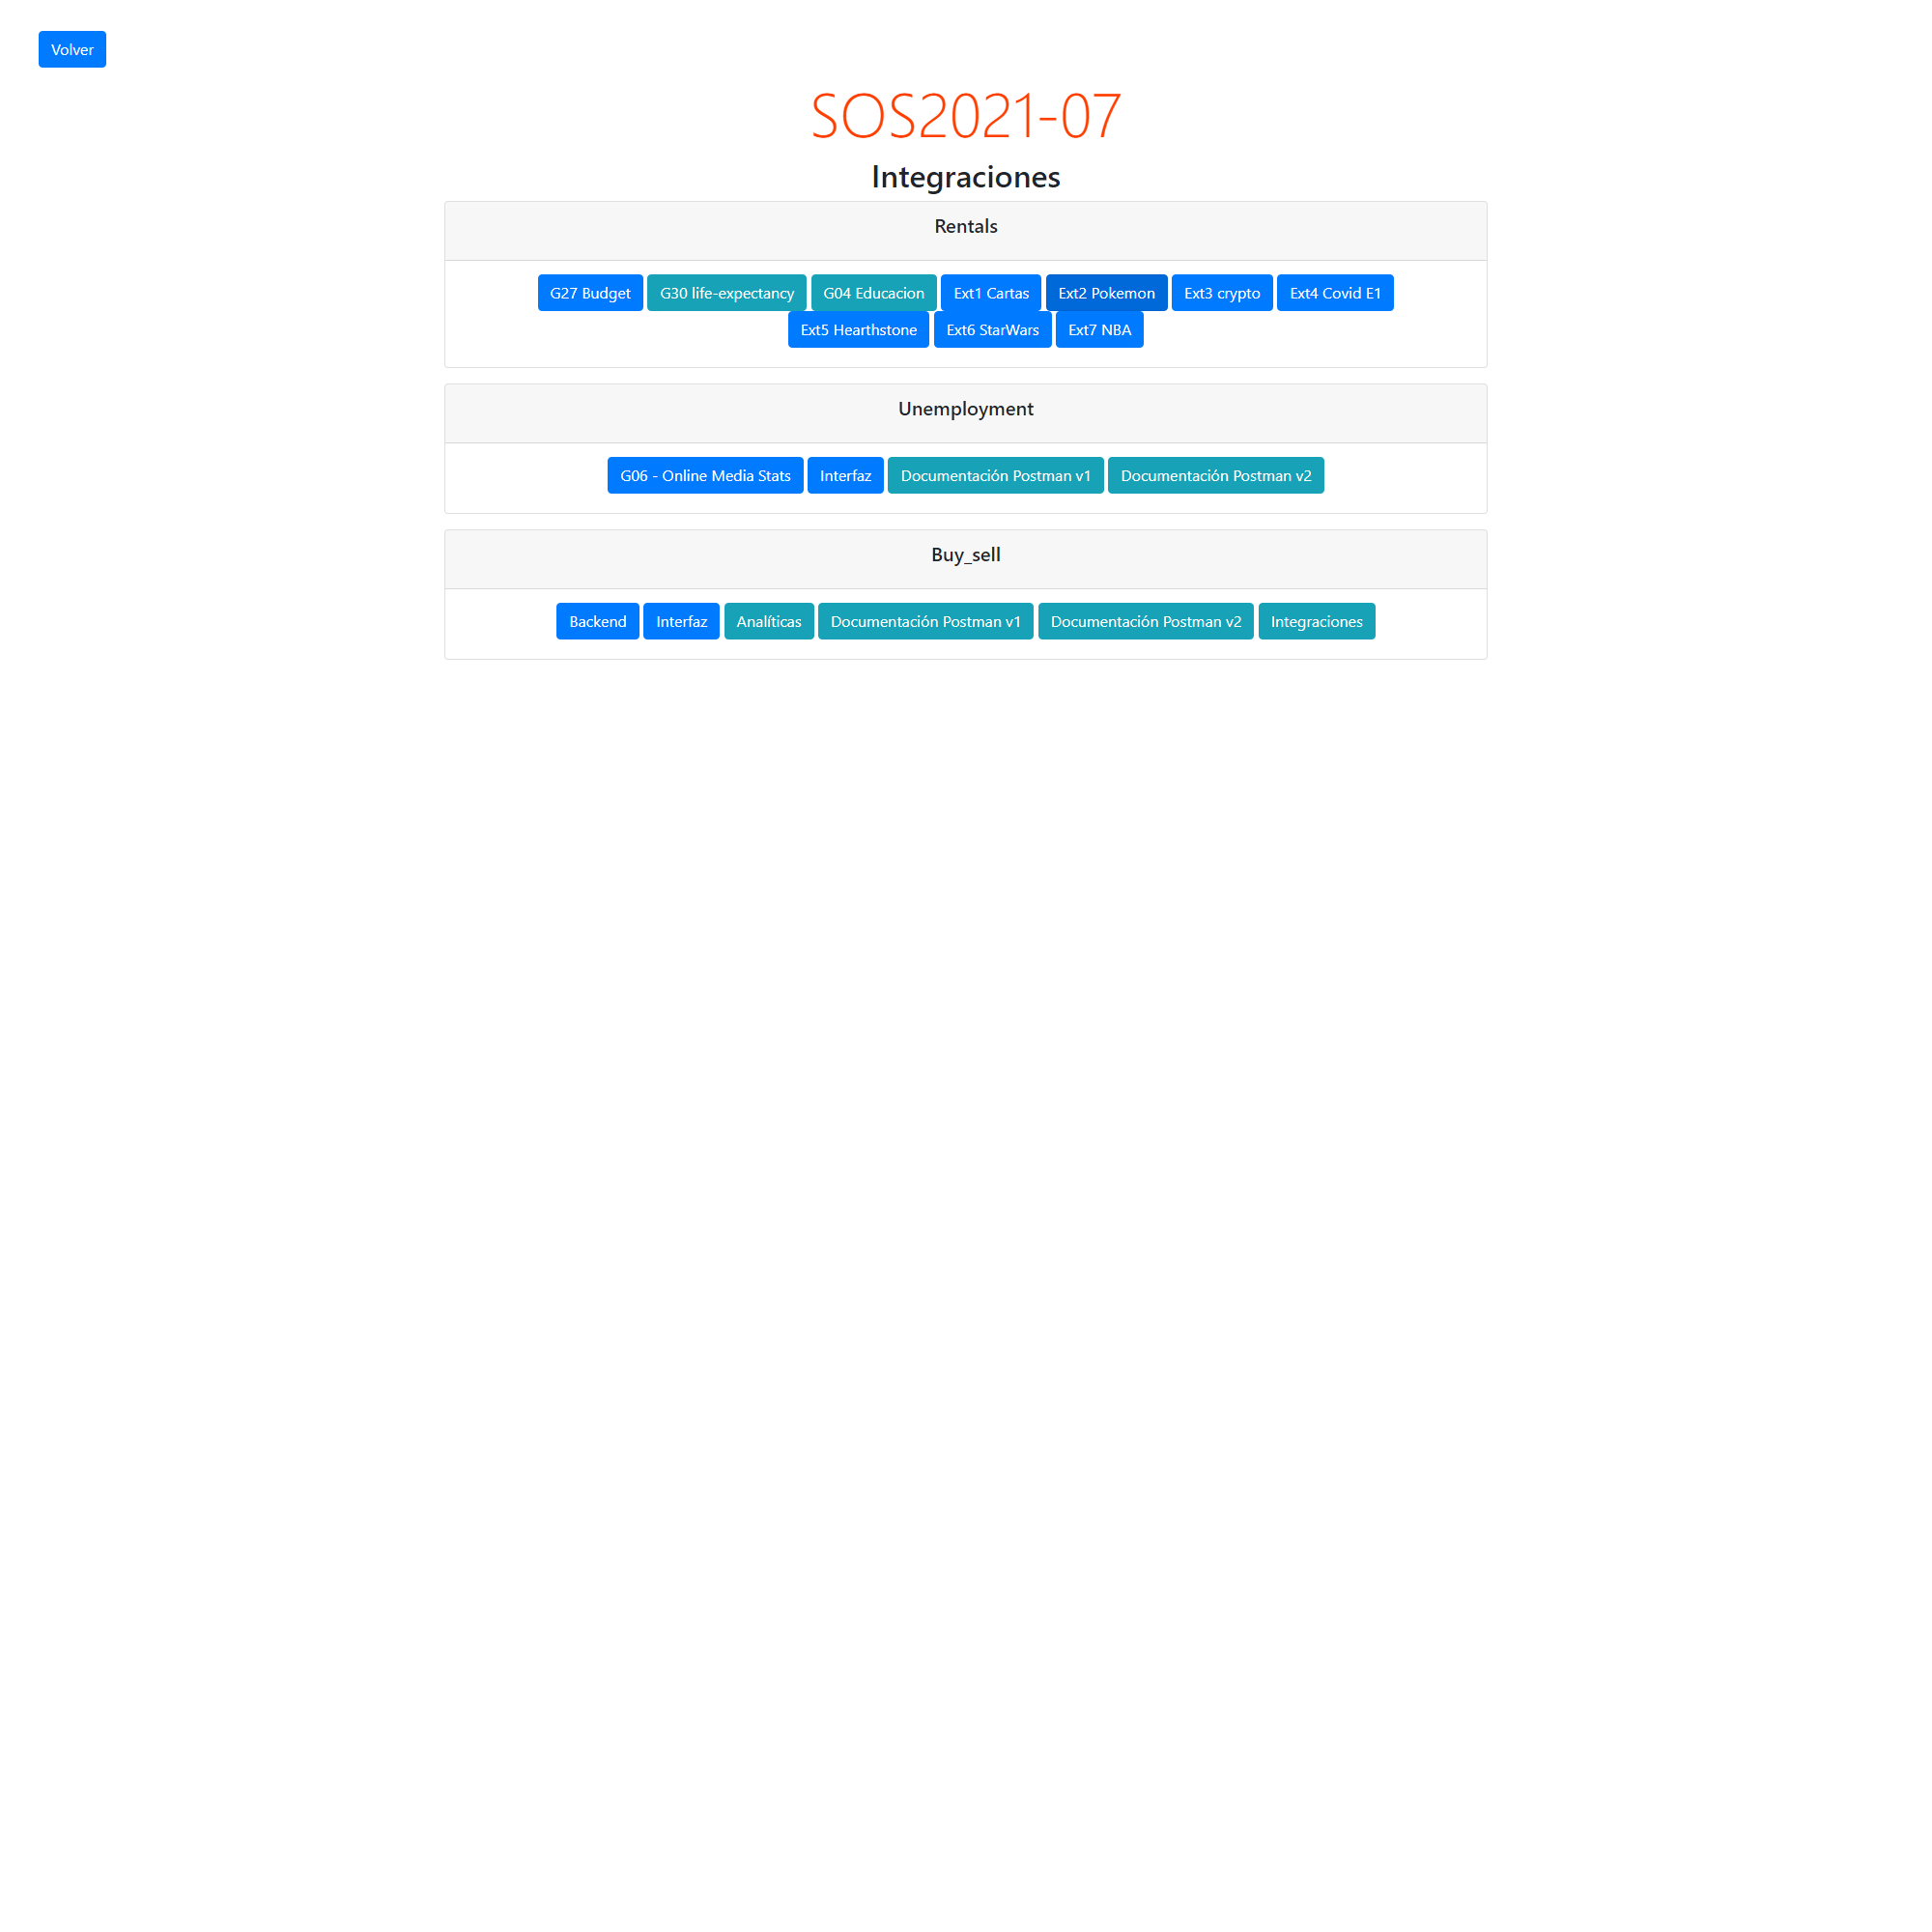 Volver
SOS2021-07
Integraciones
Rentals
G27 Budget G30 life-expectancy G04 Educacion Ext1 Cartas Ext2 Pokemon Ext3 crypto Ext4 Covid E1
Ext5 Hearthstone Ext6 StarWars Ext7 NBA
Unemployment
G06 - Online Media Stats Interfaz Documentación Postman v1 Documentación Postman v2
Buy_sell
Backend Interfaz Analíticas Documentación Postman v1 Documentación Postman v2 Integraciones